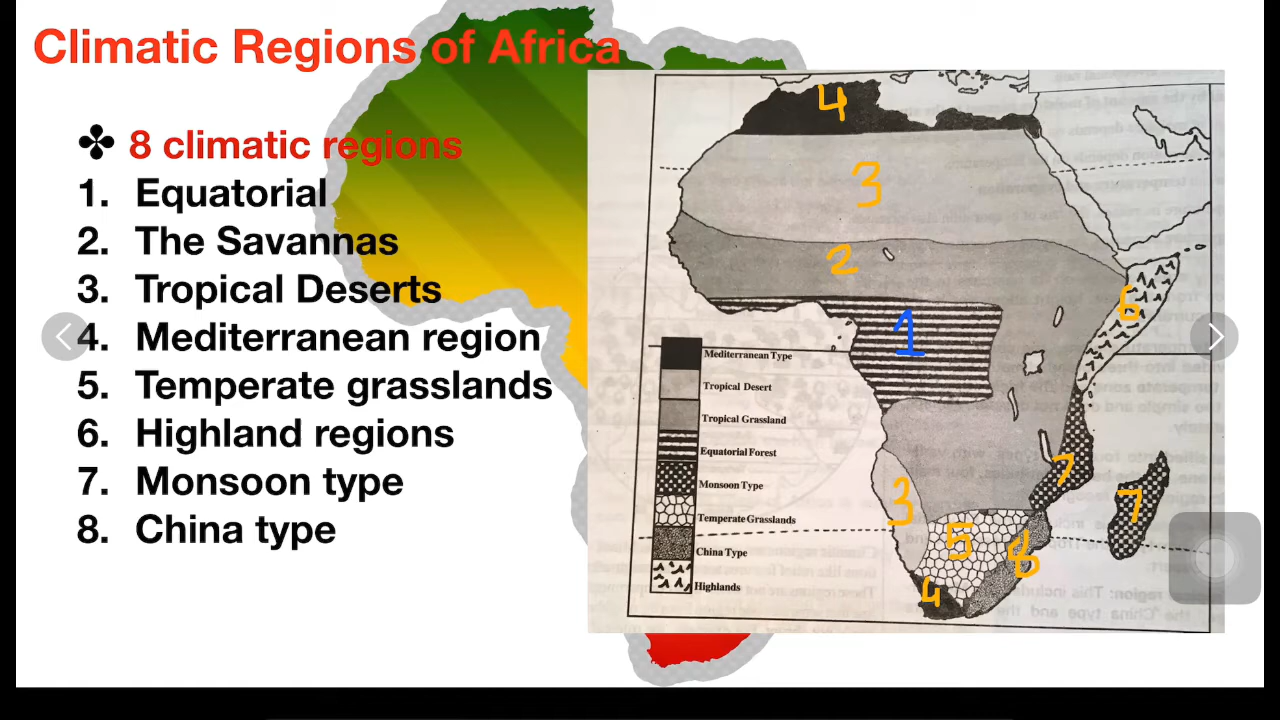 Climatic Regions of Africa
8 climatic regions
1. Equatorial
2. The Savannas
3. Tropical Deserts
4. Mediterranean region
5. Temperate grasslands
6. Highland regions
7. Monsoon type
8. China type
4
3
2
6
1
Mediterranean Type
Tropical Desert
Tropical Grassland
Equatorial Forest
Monsoon Type
Temperate Grasslands
China Type
Highlands
7
7
3
5
8
4